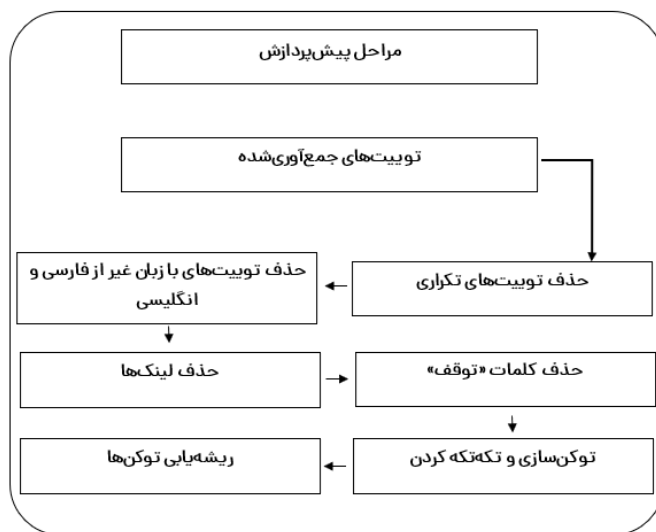 مراحل پیش‌پردازش
توییت‌های جمع‌آوری‌شده
حذف توییت‌های تکراری
حذف توییت‌های با زبان غیر از فارسی و
انگلیسی
حذف لینک‌ها
حذف کلمات «توقف»
توکن‌سازی و تکه‌تکه کردن
ریشه‌یابی توکن‌ها